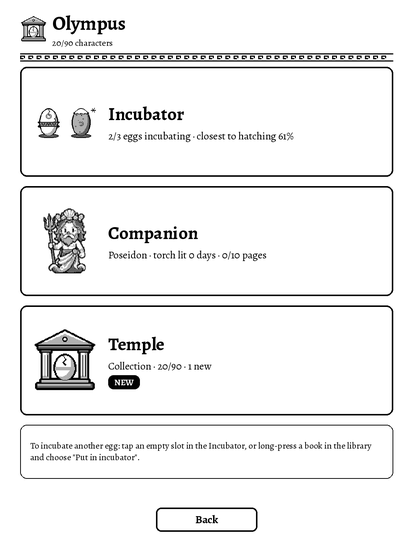 Olympus
20/90 characters
Incubator
2/3 eggs incubating · closest to hatching 61%
Companion
Poseidon · torch lit 0 days · 0/10 pages
Temple
Collection · 20/90 · 1 new
NEW
To incubate another egg: tap an empty slot in the Incubator, or long-press a book in the library
and choose "Put in incubator".
Back